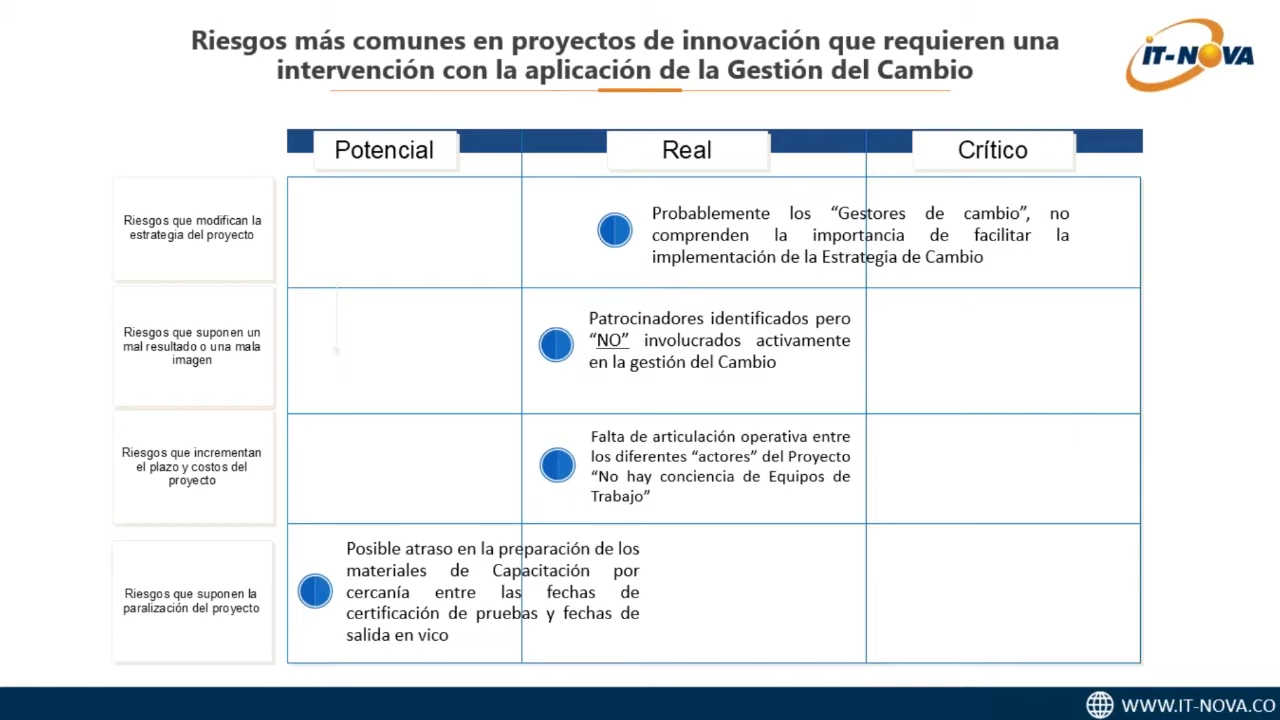 Riesgos más comunes en proyectos de innovación que requieren una
intervención con la aplicación de la Gestión del Cambio
IT-NOVA
Potencial
Real
Crítico
Riesgos que modifican la
estrategia del proyecto
Probablemente los “Gestores de cambio”, no
comprenden la importancia de facilitar la
implementación de la Estrategia de Cambio
Riesgos que suponen un
mal resultado o una mala
imagen
Patrocinadores identificados pero
“NO” involucrados activamente
en la gestión del Cambio
Riesgos que incrementan
el plazo y costos del
proyecto
Falta de articulación operativa entre
los diferentes “actores” del Proyecto
“No hay conciencia de Equipos de
Trabajo”
Riesgos que suponen la
paralización del proyecto
Posible atraso en la preparación de los
materiales de Capacitación por
cercanía entre las fechas de
certificación de pruebas y fechas de
salida en vico
WWW.IT-NOVA.CO